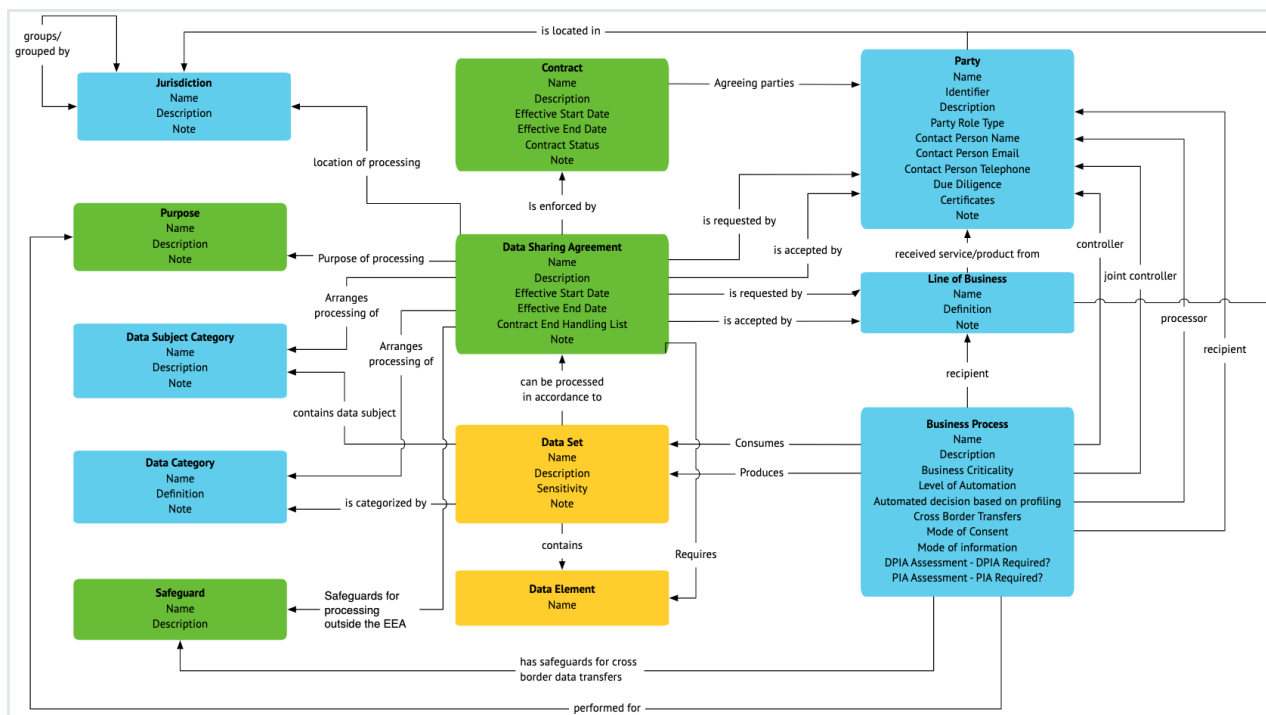 groups/
grouped by
is located in
Jurisdiction
Name
Description
Note
Contract
Name
Description
Effective Start Date
Effective End Date
Contract Status
Note
Agreeing parties
Party
Name
Identifier
Description
Party Role Type
Contact Person Name
Contact Person Email
Contact Person Telephone
Due Diligence
Certificates
Note
location of processing
Is enforced by
is requested by
is accepted by
Purpose
Name
Description
Note
Purpose of processing
Data Sharing Agreement
Name
Description
Effective Start Date
Effective End Date
Contract End Handling List
Note
received service/product from
controller
joint controller
processor
recipient
is requested by
is accepted by
Line of Business
Name
Definition
Note
Arranges
processing of
Arranges
processing of
Data Subject Category
Name
Description
Note
contains data subject
can be processed
in accordance to
recipient
Data Category
Name
Definition
Note
is categorized by
Data Set
Name
Description
Sensitivity
Note
Consumes
Produces
Business Process
Name
Description
Business Criticality
Level of Automation
Automated decision based on profiling
Cross Border Transfers
Mode of Consent
Mode of information
DPIA Assessment - DPIA Required?
PIA Assessment - PIA Required?
contains
Requires
Safeguard
Name
Description
Safeguards for
processing
outside the EEA
Data Element
Name
has safeguards for cross
border data transfers
performed for